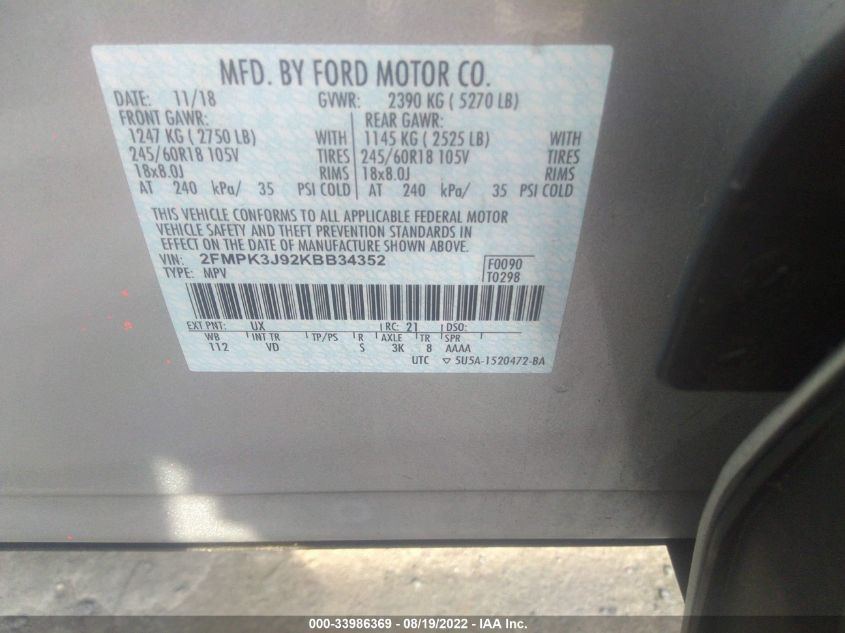 MFD. BY FORD MOTOR CO.
DATE: 11/18 GVWR: 2390 KG ( 5270 LB)
FRONT GAWR: REAR GAWR:
1247 KG ( 2750 LB) WITH 1145 KG ( 2525 LB) WITH
245/60R18 105V TIRES 245/60R18 105V TIRES
18x8.0J RIMS 18x8.0J RIMS
AT 240 kPa/ 35 PSI COLD AT 240 kPa/ 35 PSI COLD
THIS VEHICLE CONFORMS TO ALL APPLICABLE FEDERAL MOTOR
VEHICLE SAFETY AND THEFT PREVENTION STANDARDS IN
EFFECT ON THE DATE OF MANUFACTURE SHOWN ABOVE.
VIN: 2FMPK3J92KBB34352 F0090
TYPE: MPV T0298
EXT PNT: UX RC: 21 DSO:
WB INT TR TP/PS R AXLE TR SPR
112 VD S 3K 8 AAAA
UTC ▽ 5U5A-1520472-BA
000-33986369 - 08/19/2022 - IAA Inc.